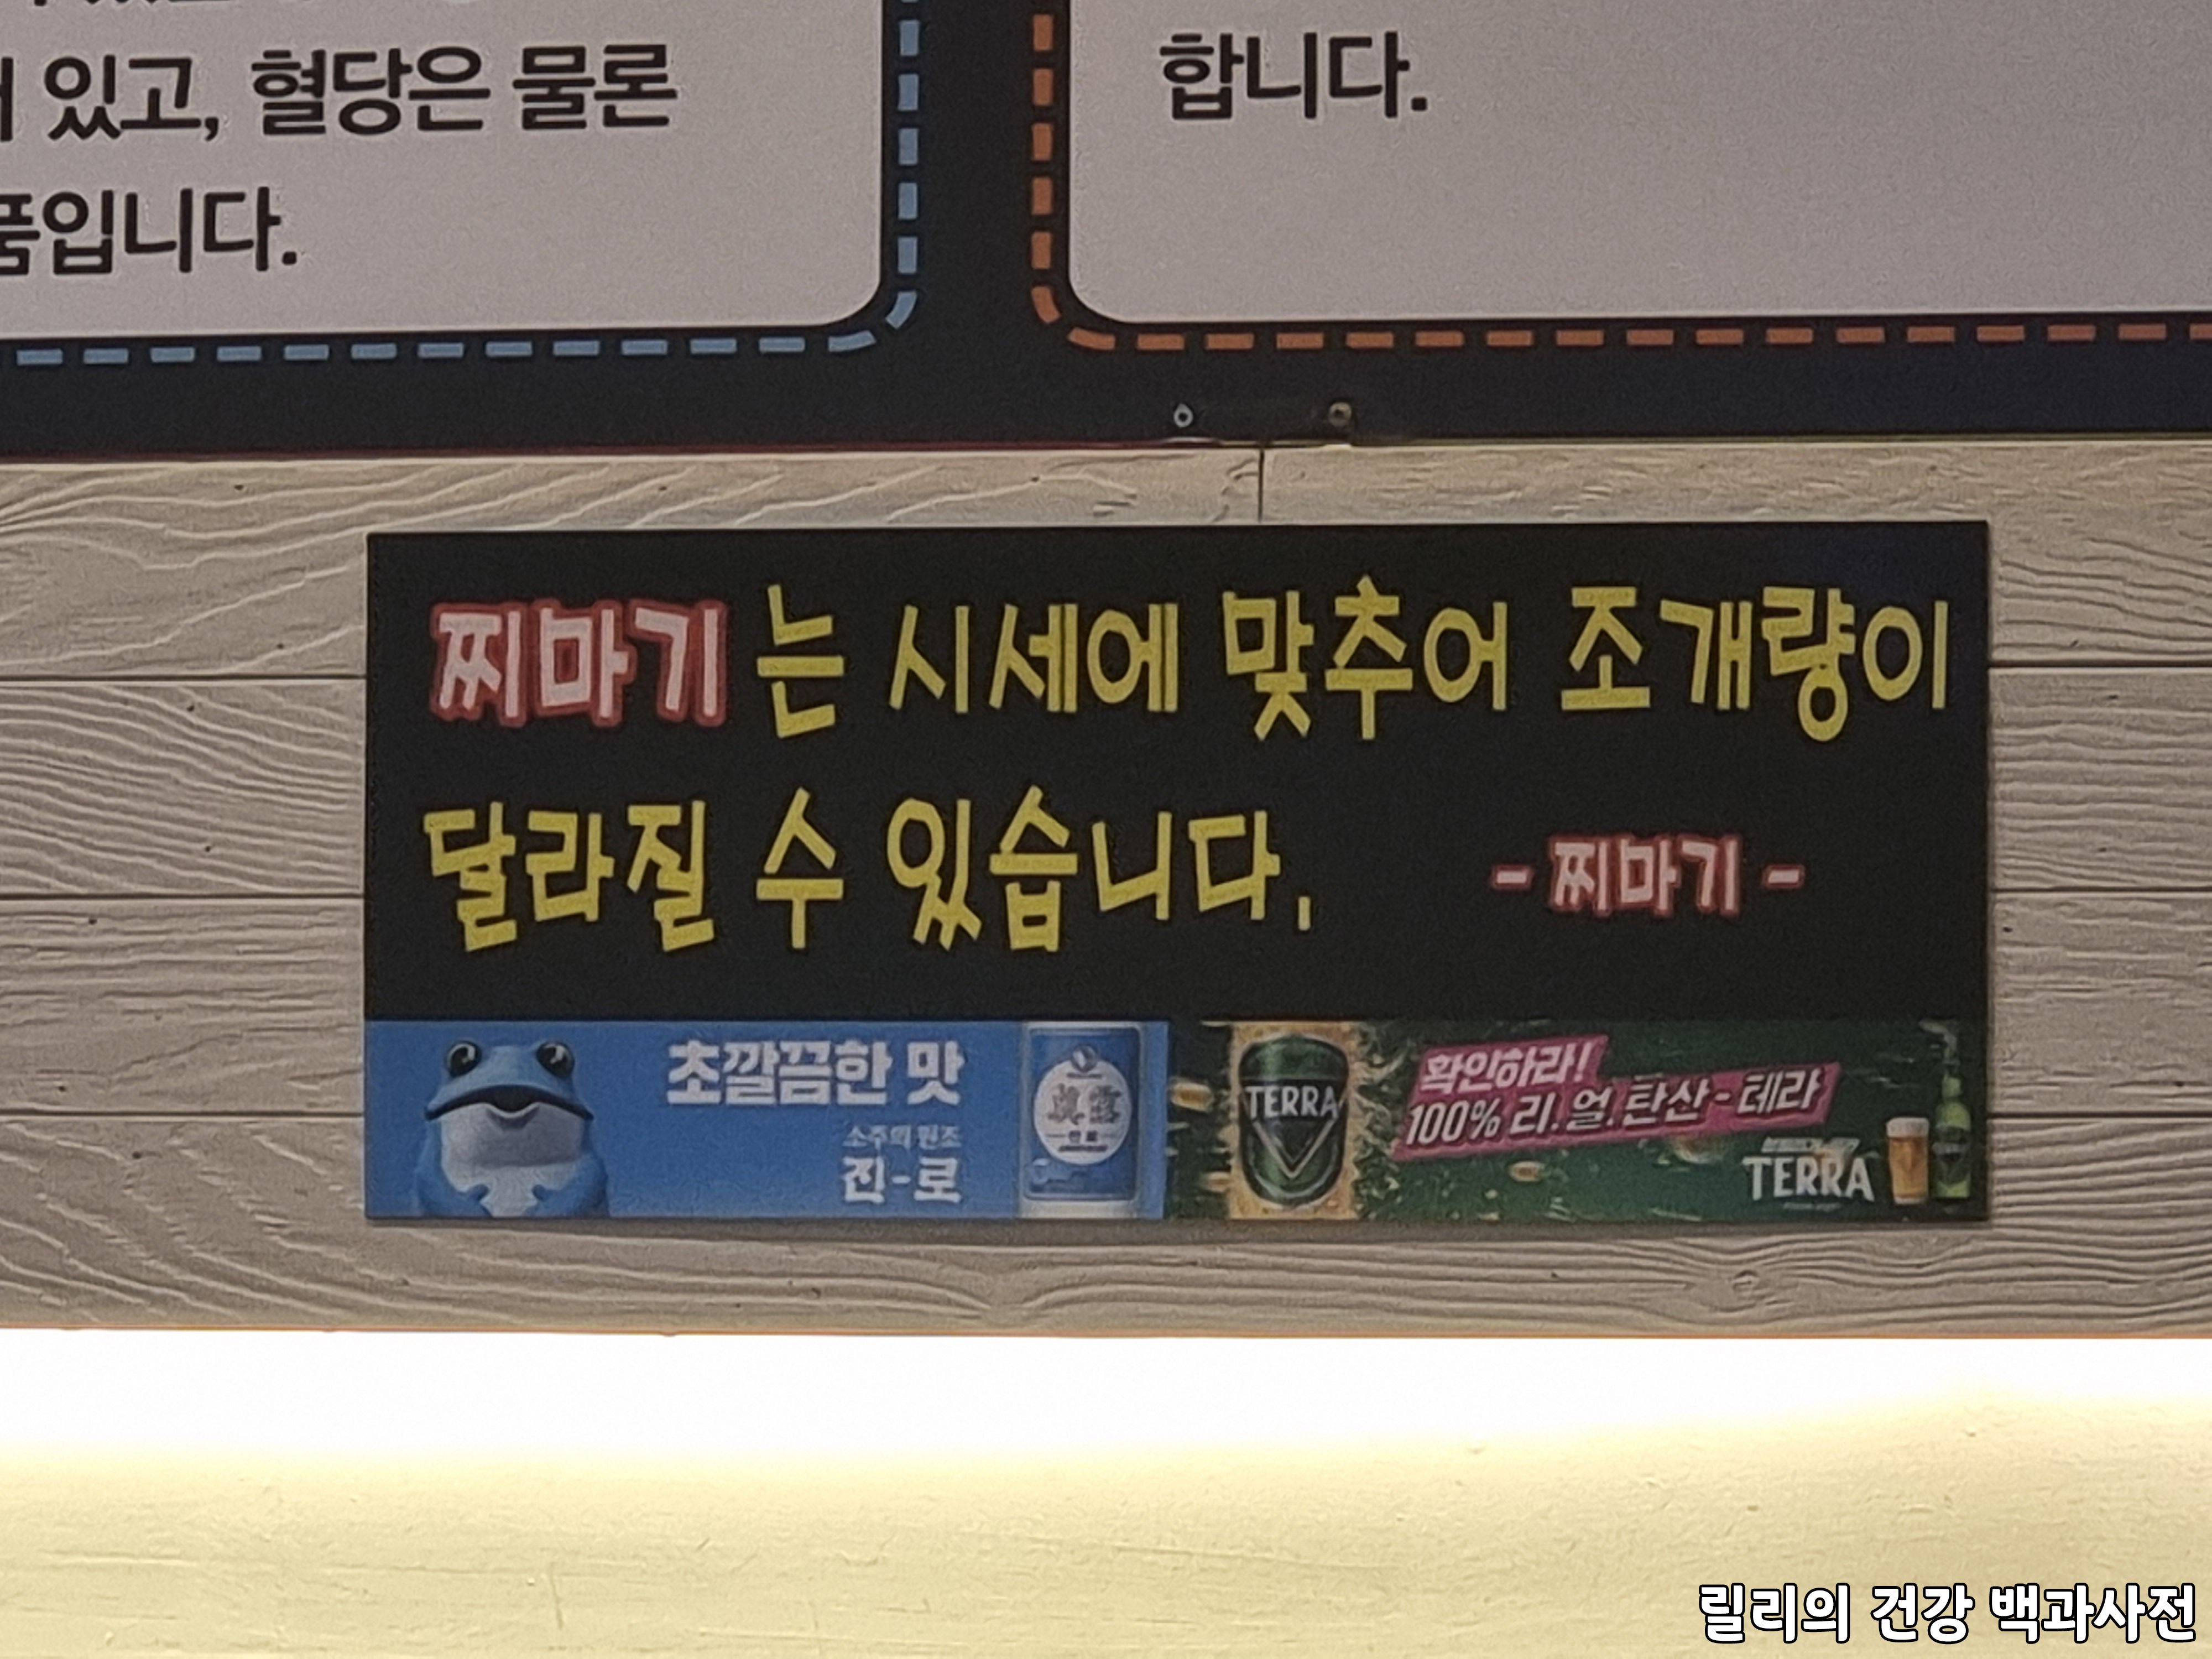 있고, 혈당은 물론
품입니다.
합니다.
찌마기는 시세에 맞추어 조개량이
달라질 수 있습니다.
- 찌마기 -
초깔끔한 맛
소주의 원조
진-로
TERRA
확인하라!
100% 리.얼.탄산-테라
TERRA
릴리의 건강 백과사전